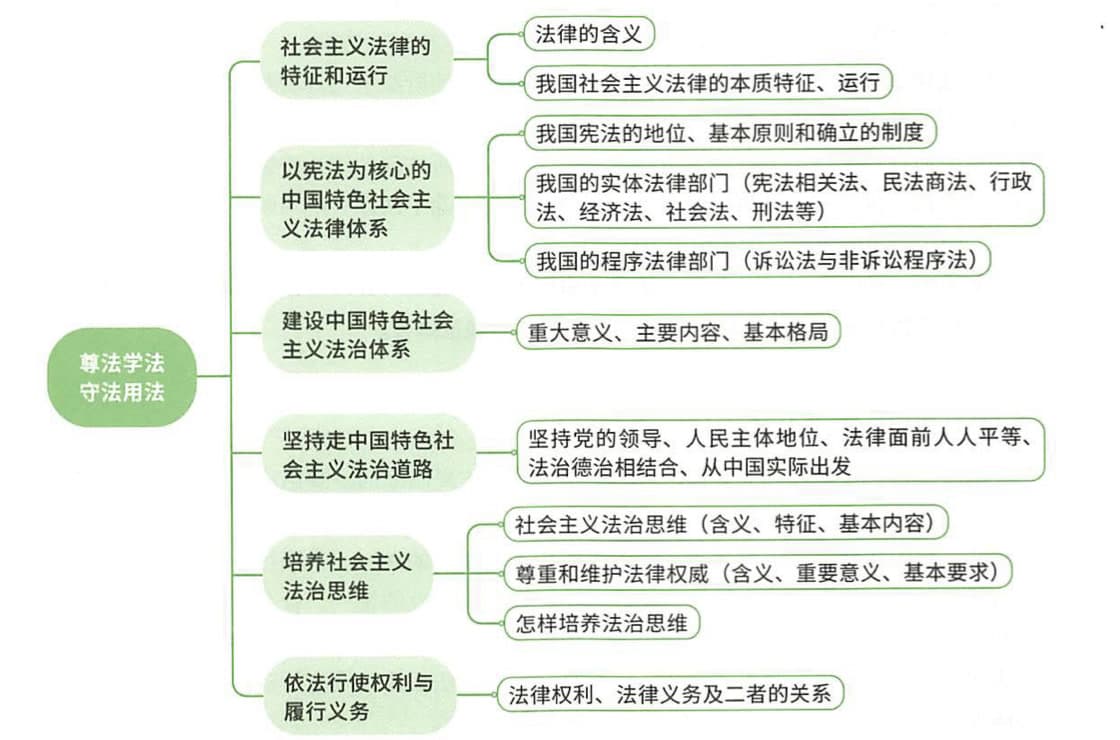 尊法学法
守法用法
社会主义法律的
特征和运行
法律的含义
我国社会主义法律的本质特征、运行
以宪法为核心的
中国特色社会主
义法律体系
我国宪法的地位、基本原则和确立的制度
我国的实体法律部门（宪法相关法、民法商法、行政
法、经济法、社会法、刑法等）
我国的程序法律部门（诉讼法与非诉讼程序法）
建设中国特色社会
主义法治体系
重大意义、主要内容、基本格局
坚持走中国特色社
会主义法治道路
坚持党的领导、人民主体地位、法律面前人人平等、
法治德治相结合、从中国实际出发
培养社会主义
法治思维
社会主义法治思维（含义、特征、基本内容）
尊重和维护法律权威（含义、重要意义、基本要求）
怎样培养法治思维
依法行使权利与
履行义务
法律权利、法律义务及二者的关系